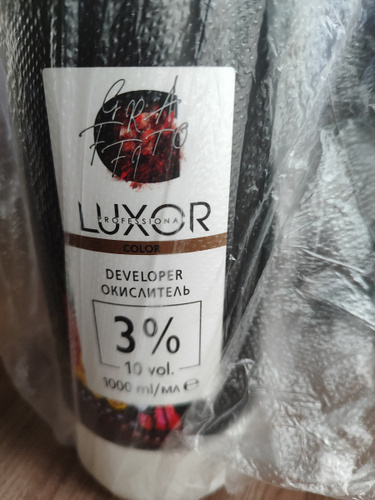 GRA
FFITO
LUXOR
PROFESSIONAL
COLOR
DEVELOPER
ОКИСЛИТЕЛЬ
3%
10 vol.
1000 ml/мл ℮